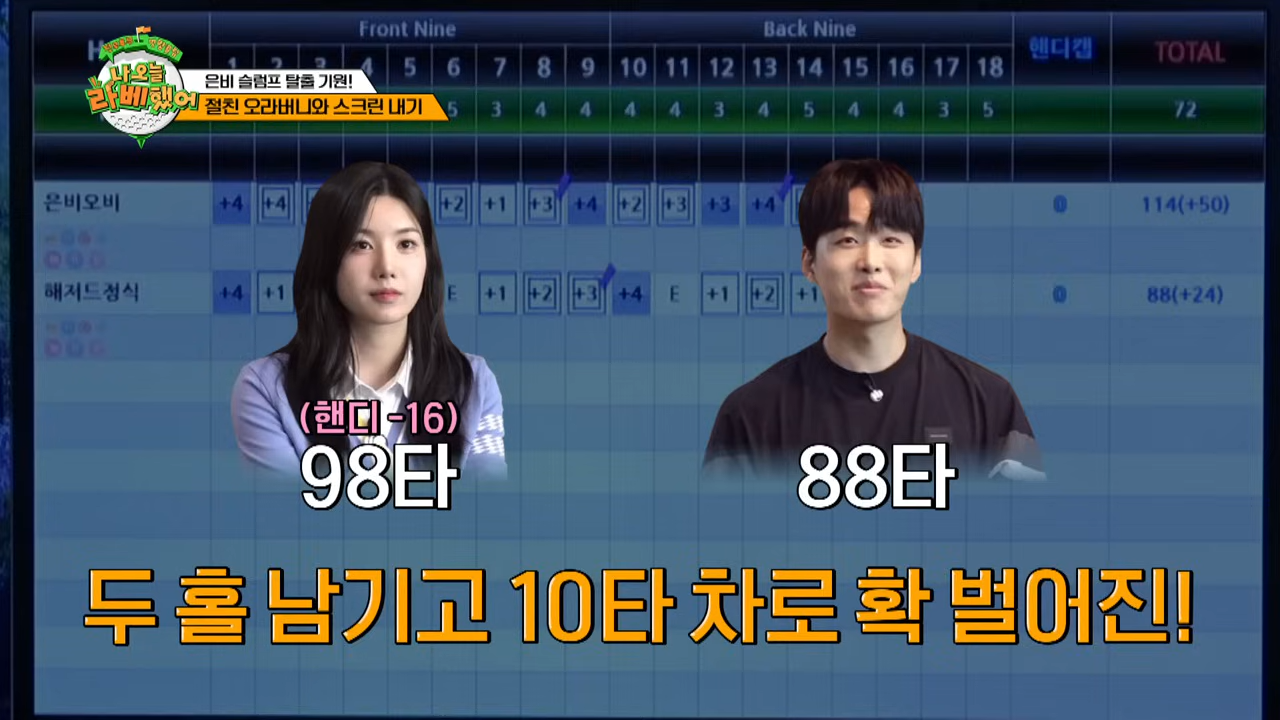 Front Nine
Back Nine
핸디캡
TOTAL
4 5 6 7 8 9 10 11 12 13 14 15 16 17 18
나 오늘
라베했어
은비 슬럼프 탈출 기원!
절친 오라버니와 스크린 내기
5 3 4 4 4 4 3 4 5 4 4 3 5 72
은비오비 +4 +4 +2 +1 +3 +4 +2 +3 +3 +4 0 114(+50)
해저드정식 +4 +1 E +1 +2 +3 +4 E +1 +2 +1 0 88(+24)
(핸디 -16)
98타
88타
두 홀 남기고 10타 차로 확 벌어진!